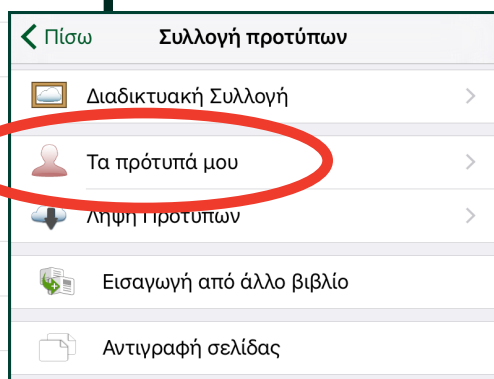 Πίσω Συλλογή προτύπων
Διαδικτυακή Συλλογή
Τα πρότυπά μου
Λήψη Προτύπων
Εισαγωγή από άλλο βιβλίο
Αντιγραφή σελίδας